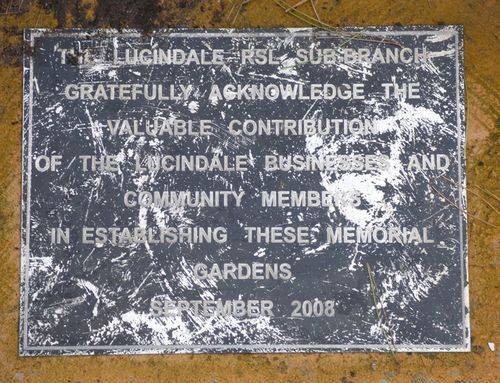 THE LUCINDALE RSL SUB-BRANCH
GRATEFULLY ACKNOWLEDGE THE
VALUABLE CONTRIBUTION
OF THE LUCINDALE BUSINESSES AND
COMMUNITY MEMBERS
IN ESTABLISHING THESE MEMORIAL
GARDENS
SEPTEMBER 2008